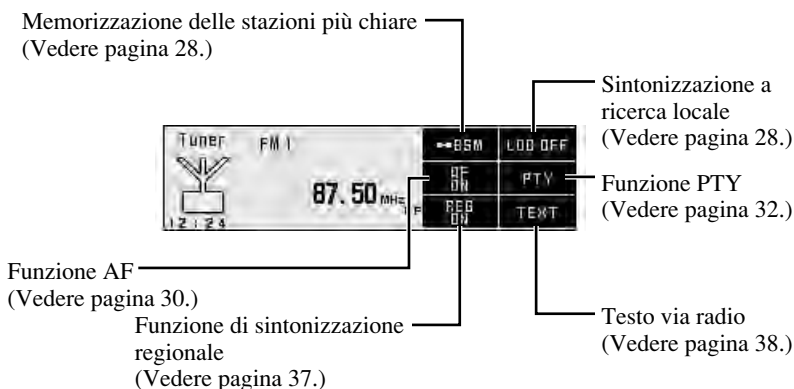 Memorizzazione delle stazioni più chiare
(Vedere pagina 28.)
Sintonizzazione a
ricerca locale
(Vedere pagina 28.)
Tuner FM 1
BSM LOC OFF
AF
ON
PTY
Funzione PTY
(Vedere pagina 32.)
87.50 MHz
REG
ON
TEXT
12:24
Funzione AF
(Vedere pagina 30.)
Funzione di sintonizzazione
regionale
(Vedere pagina 37.)
Testo via radio
(Vedere pagina 38.)